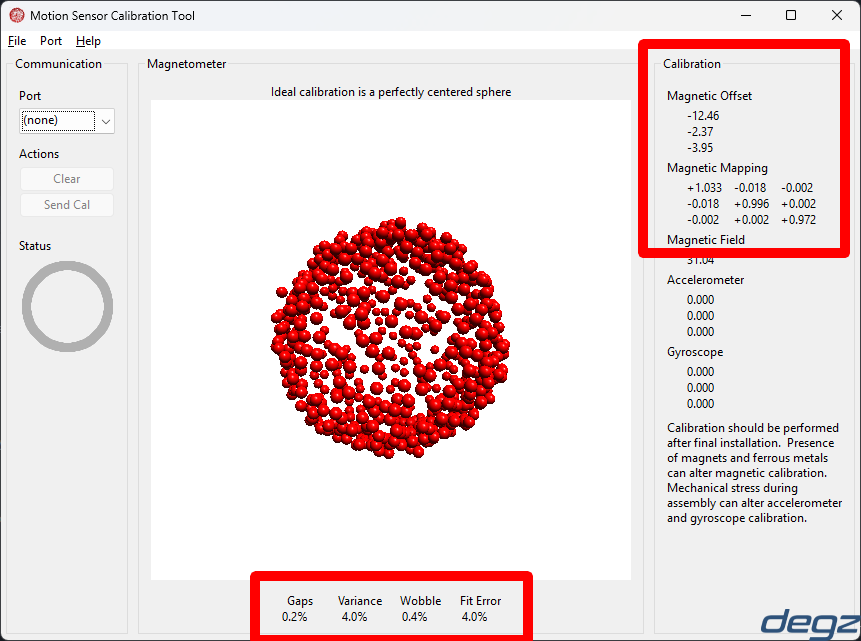 Motion Sensor Calibration Tool
File Port Help
Communication
Port
(none)
Actions
Clear
Send Cal
Status
Magnetometer
Ideal calibration is a perfectly centered sphere
Gaps Variance Wobble Fit Error
0.2% 4.0% 0.4% 4.0%
Calibration
Magnetic Offset
-12.46
-2.37
-3.95
Magnetic Mapping
+1.033 -0.018 -0.002
-0.018 +0.996 +0.002
-0.002 +0.002 +0.972
Magnetic Field
31.04
Accelerometer
0.000
0.000
0.000
Gyroscope
0.000
0.000
0.000
Calibration should be performed
after final installation. Presence
of magnets and ferrous metals
can alter magnetic calibration.
Mechanical stress during
assembly can alter accelerometer
and gyroscope calibration.
degz